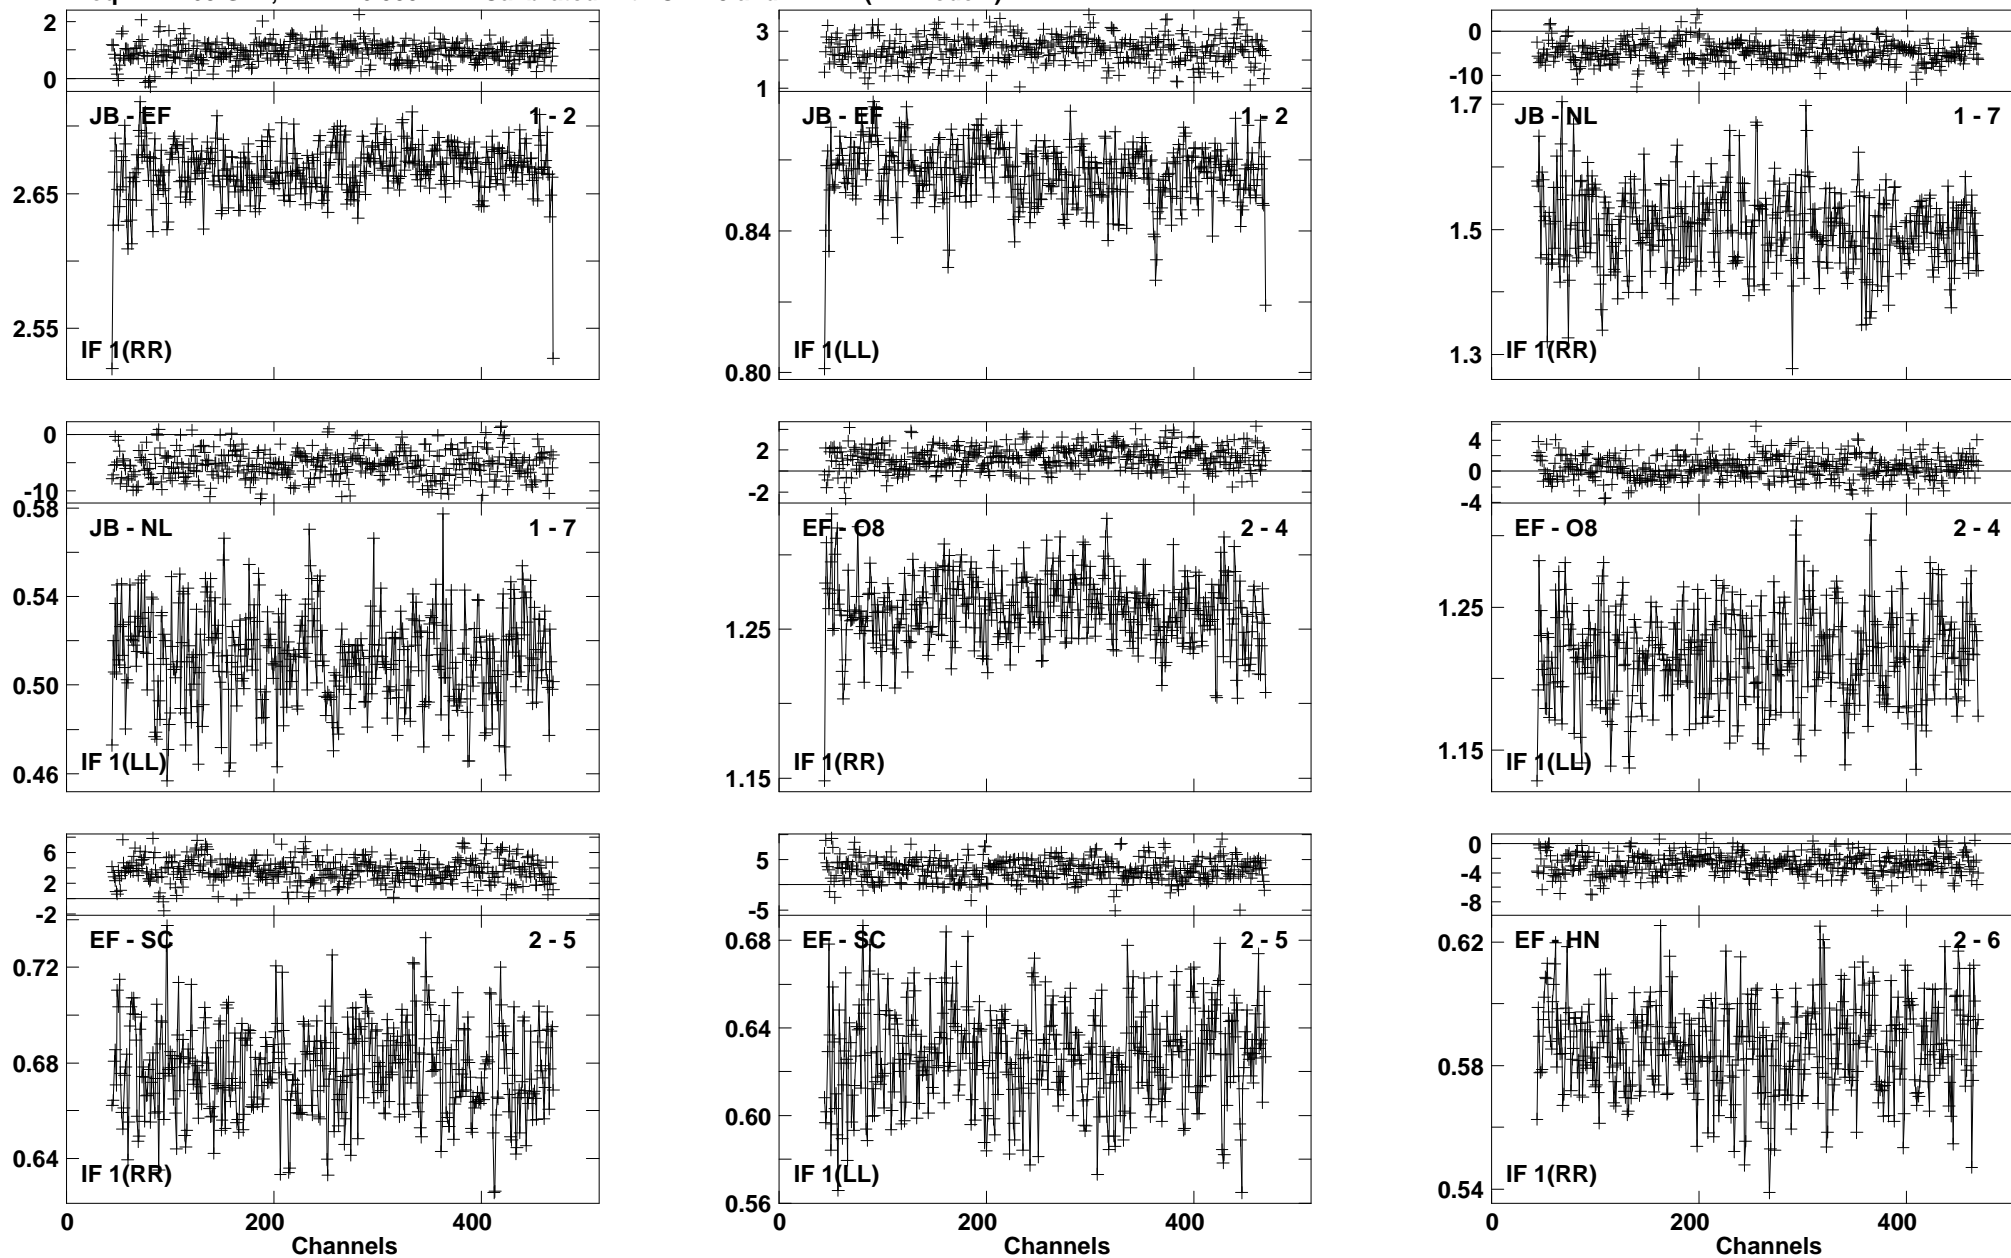 2
0
JB - EF
1 - 2
2.65
2.55
IF 1(RR)
3
1
JB - EF
1 - 2
0.84
0.80
IF 1(LL)
0
-10
1.7
JB - NL
1 - 7
1.5
1.3
IF 1(RR)
0
-10
0.58
JB - NL
1 - 7
0.54
0.50
0.46
IF 1(LL)
2
-2
EF - O8
2 - 4
1.25
1.15
IF 1(RR)
4
0
-4
EF - O8
2 - 4
1.25
1.15
IF 1(LL)
6
2
-2
EF - SC
2 - 5
0.72
0.68
0.64
IF 1(RR)
0 200 400
Channels
5
-5
EF - SC
2 - 5
0.68
0.64
0.60
0.56
IF 1(LL)
0 200 400
Channels
0
-4
-8
EF - HN
2 - 6
0.62
0.58
0.54
IF 1(RR)
0 200 400
Channels